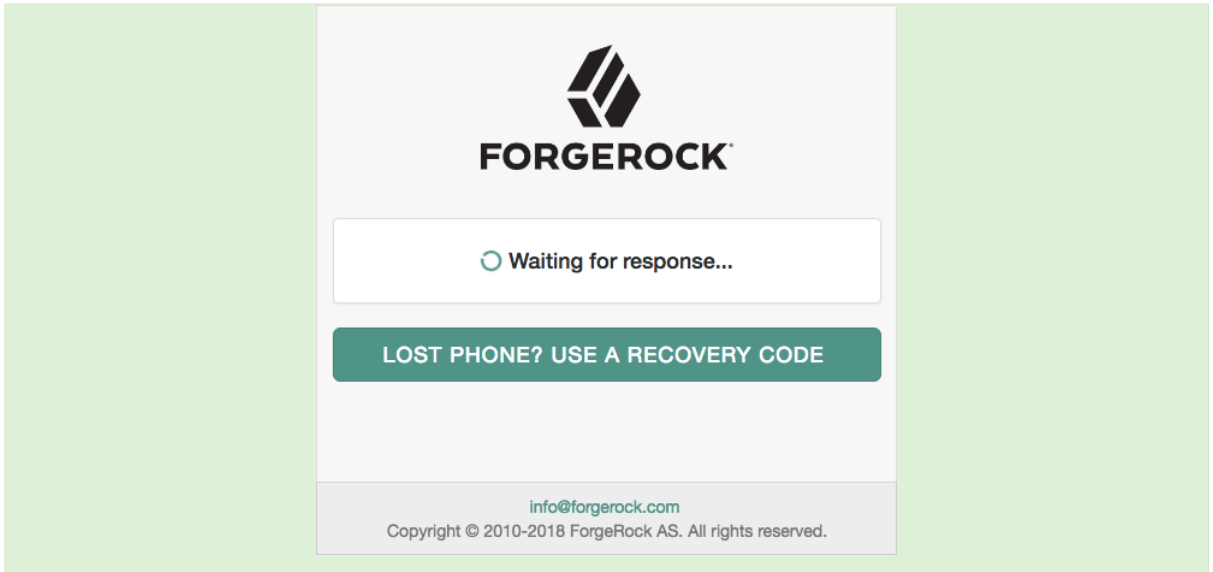 FORGEROCK
Waiting for response...
LOST PHONE? USE A RECOVERY CODE
info@forgerock.com
Copyright © 2010-2018 ForgeRock AS. All rights reserved.